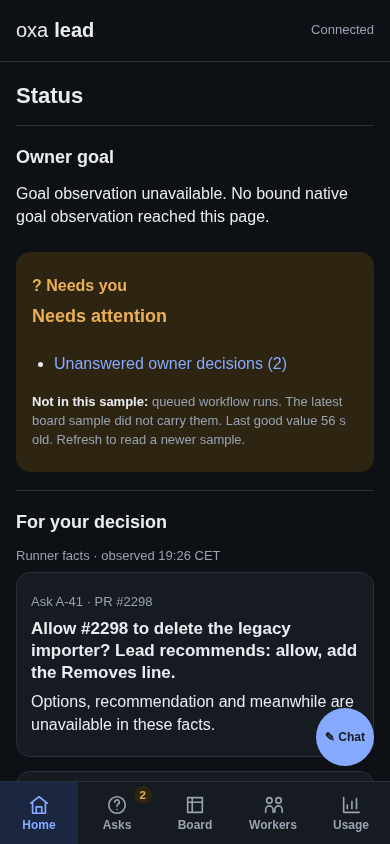 oxa lead
Connected
Status
Owner goal
Goal observation unavailable. No bound native
goal observation reached this page.
? Needs you
Needs attention
• Unanswered owner decisions (2)
Not in this sample: queued workflow runs. The latest
board sample did not carry them. Last good value 56 s
old. Refresh to read a newer sample.
For your decision
Runner facts · observed 19:26 CET
Ask A-41 · PR #2298
Allow #2298 to delete the legacy
importer? Lead recommends: allow, add
the Removes line.
Options, recommendation and meanwhile are
unavailable in these facts.
✎ Chat
2
Home
Asks
Board
Workers
Usage